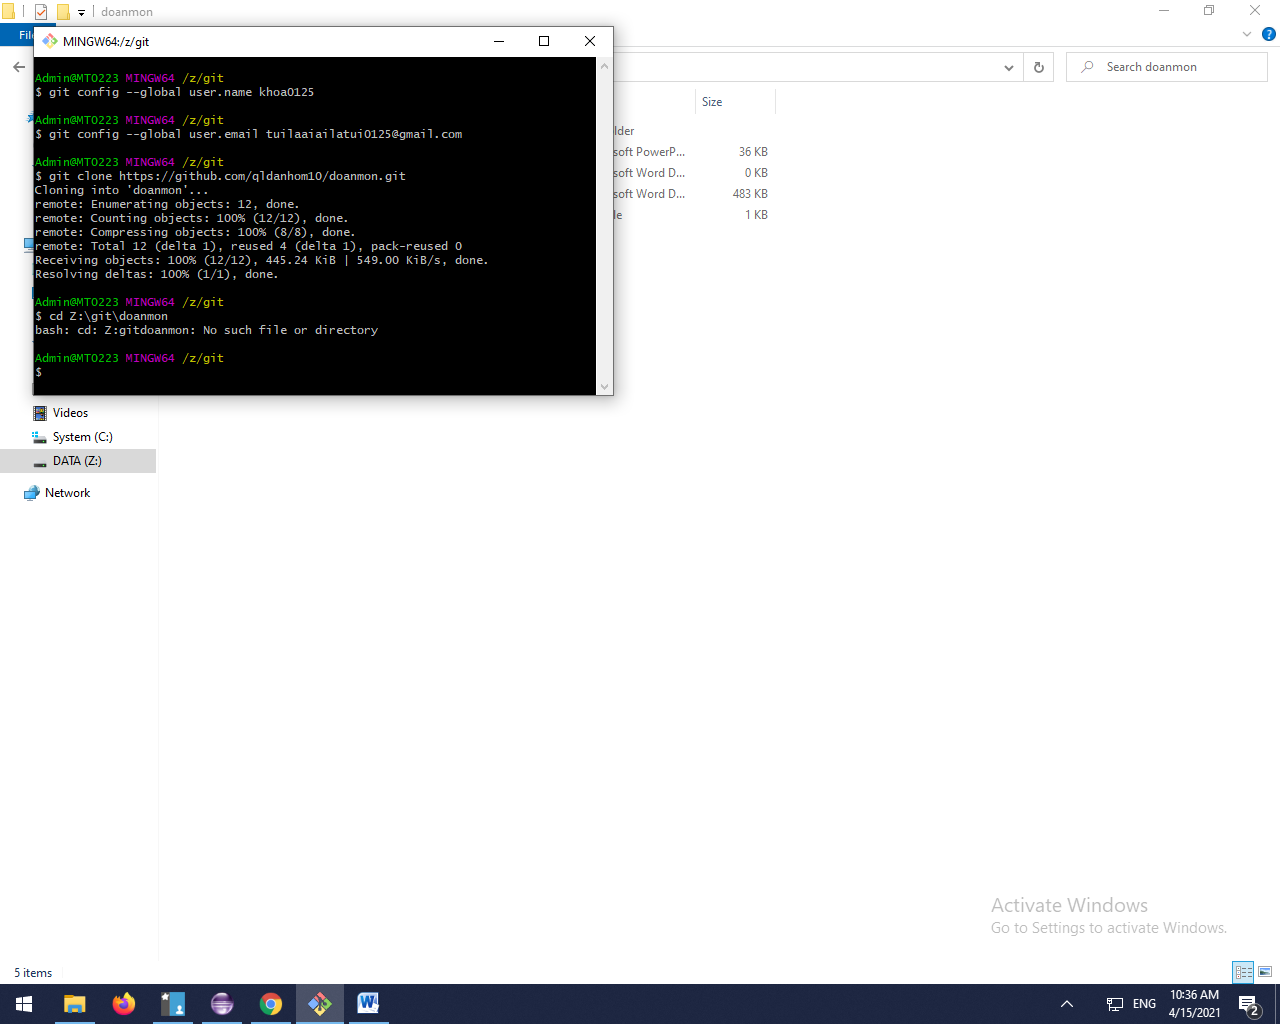 doanmon
File
MINGW64:/z/git
Search doanmon
Size
Admin@MT0223 MINGW64 /z/git
$ git config --global user.name khoa0125
Admin@MT0223 MINGW64 /z/git
$ git config --global user.email tuilaaiailatui0125@gmail.com
Admin@MT0223 MINGW64 /z/git
$ git clone https://github.com/qldanhom10/doanmon.git
Cloning into 'doanmon'...
remote: Enumerating objects: 12, done.
remote: Counting objects: 100% (12/12), done.
remote: Compressing objects: 100% (8/8), done.
remote: Total 12 (delta 1), reused 4 (delta 1), pack-reused 0
Receiving objects: 100% (12/12), 445.24 KiB | 549.00 KiB/s, done.
Resolving deltas: 100% (1/1), done.
Admin@MT0223 MINGW64 /z/git
$ cd Z:\git\doanmon
bash: cd: Z:gitdoanmon: No such file or directory
Admin@MT0223 MINGW64 /z/git
$
lder
soft PowerP... 36 KB
soft Word D... 0 KB
soft Word D... 483 KB
le 1 KB
Videos
System (C:)
DATA (Z:)
Network
Activate Windows
Go to Settings to activate Windows.
5 items
ENG
10:36 AM
4/15/2021
2